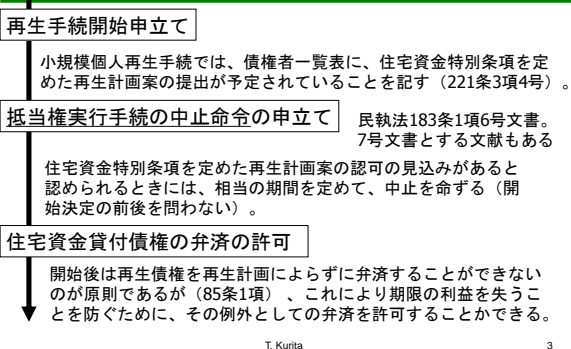 再生手続開始申立て
小規模個人再生手続では、債権者一覧表に、住宅資金特別条項を定
めた再生計画案の提出が予定されていることを記す（221条3項4号）。
抵当権実行手続の中止命令の申立て
民執法183条1項6号文書。
7号文書とする文献もある
住宅資金特別条項を定めた再生計画案の認可の見込みがあると
認められるときには、相当の期間を定めて、中止を命ずる（開
始決定の前後を問わない）。
住宅資金貸付債権の弁済の許可
開始後は再生債権を再生計画によらずに弁済することができない
のが原則であるが（85条1項）、これにより期限の利益を失うこ
とを防ぐために、その例外としての弁済を許可することかできる。
T. Kurita
3